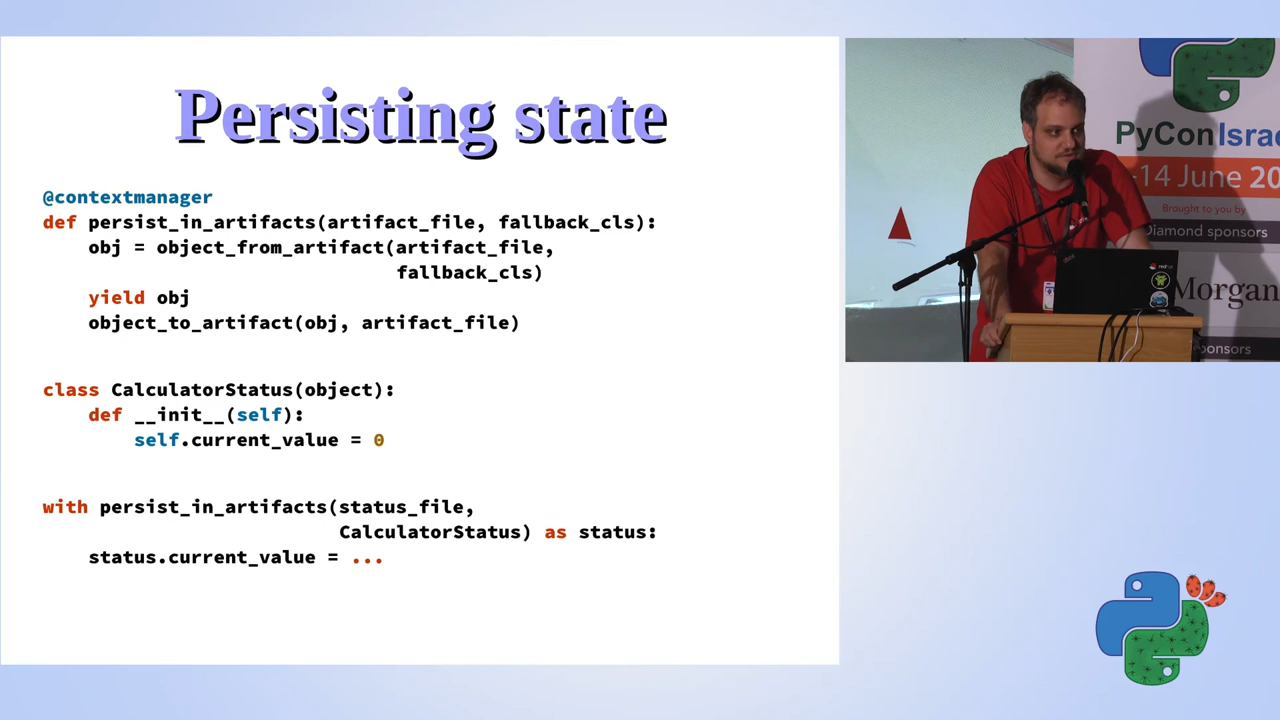 Persisting state
@contextmanager
def persist_in_artifacts(artifact_file, fallback_cls):
    obj = object_from_artifact(artifact_file,
                               fallback_cls)
    yield obj
    object_to_artifact(obj, artifact_file)
class CalculatorStatus(object):
    def __init__(self):
        self.current_value = 0
with persist_in_artifacts(status_file,
                          CalculatorStatus) as status:
    status.current_value = ...
PyCon Isra
-14 June 20
Brought to you by
Diamond sponsors
Morgan
ponsors